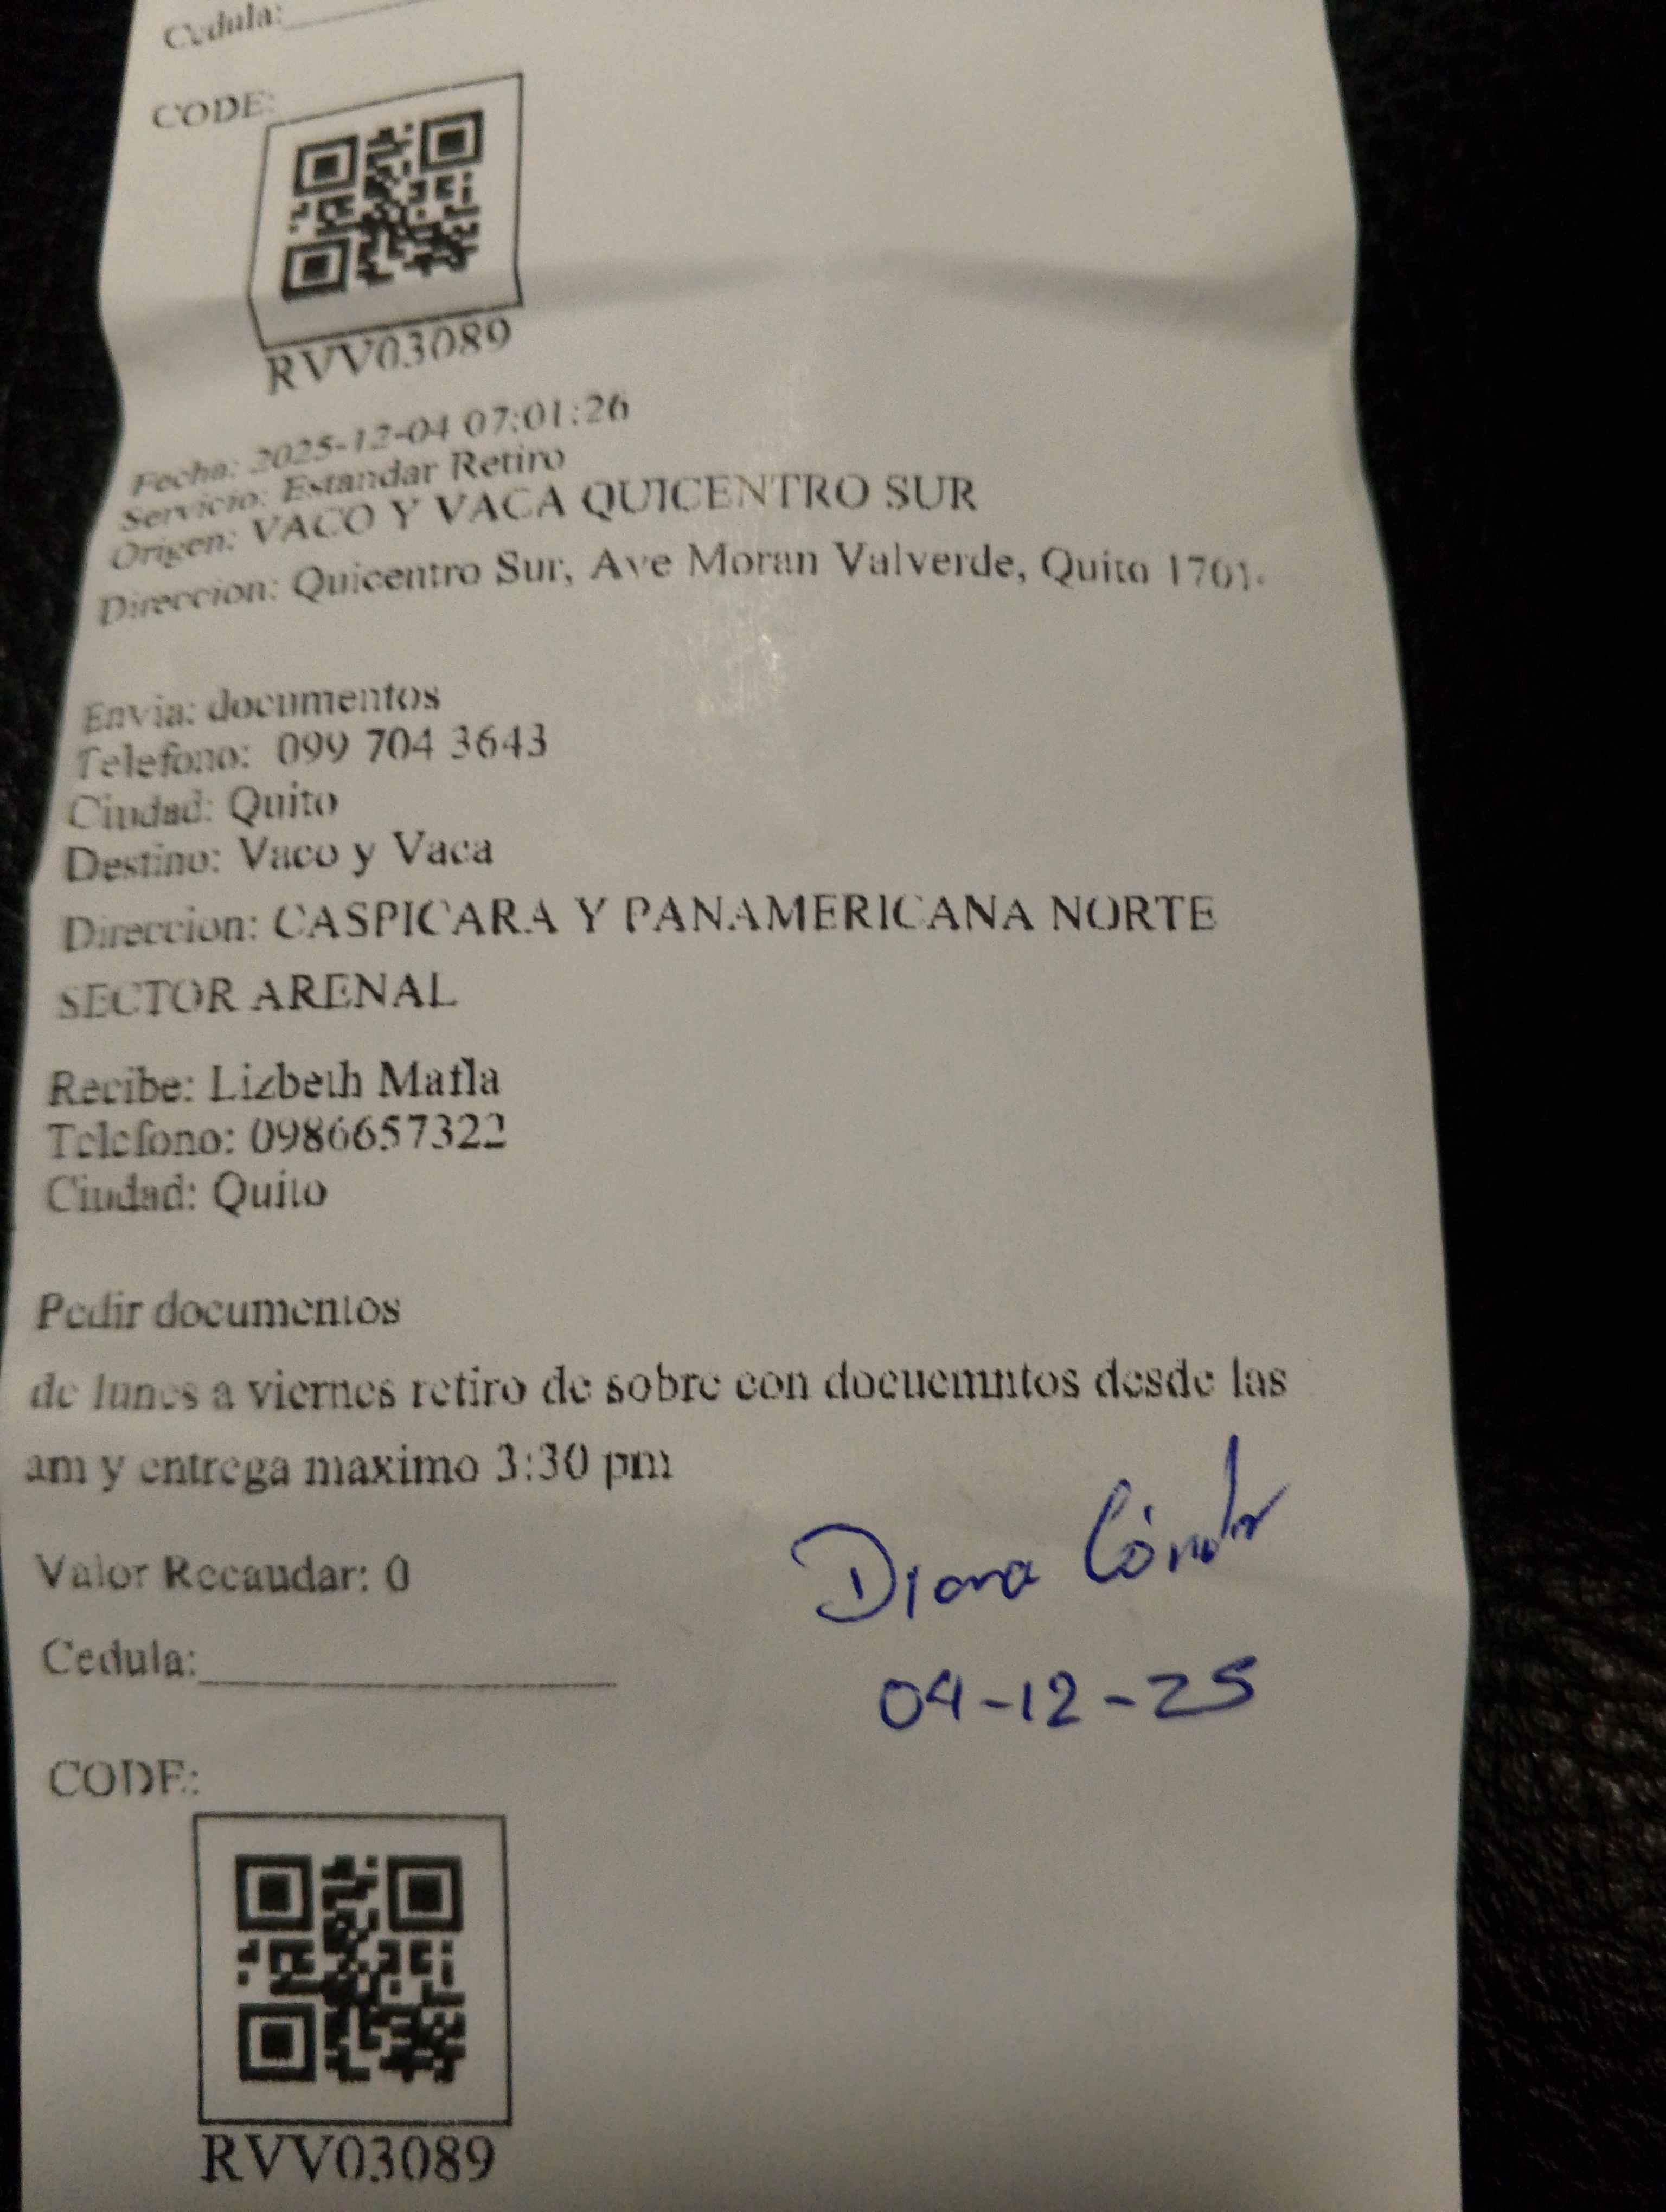 Cedula:
CODE:
RVV03089
Fecha: 2025-12-04 07:01:26
Servicio: Estandar Retiro
Origen: VACO Y VACA QUICENTRO SUR
Direccion: Quicentro Sur, Ave Moran Valverde, Quito 1701
Envia: documentos
Telefono: 099 704 3643
Ciudad: Quito
Destino: Vaco y Vaca
Direccion: CASPICARA Y PANAMERICANA NORTE
SECTOR ARENAL
Recibe: Lizbeth
Telefono: 0986657322
Ciudad: Quito
Pedir documentos
de lunes a viernes retiro de sobre con docuemntos desde las
am y entrega maximo 3:30 pm
Valor Recaudar: 0
Diana
Cedula:
04-12-25
CODE:
RVV03089